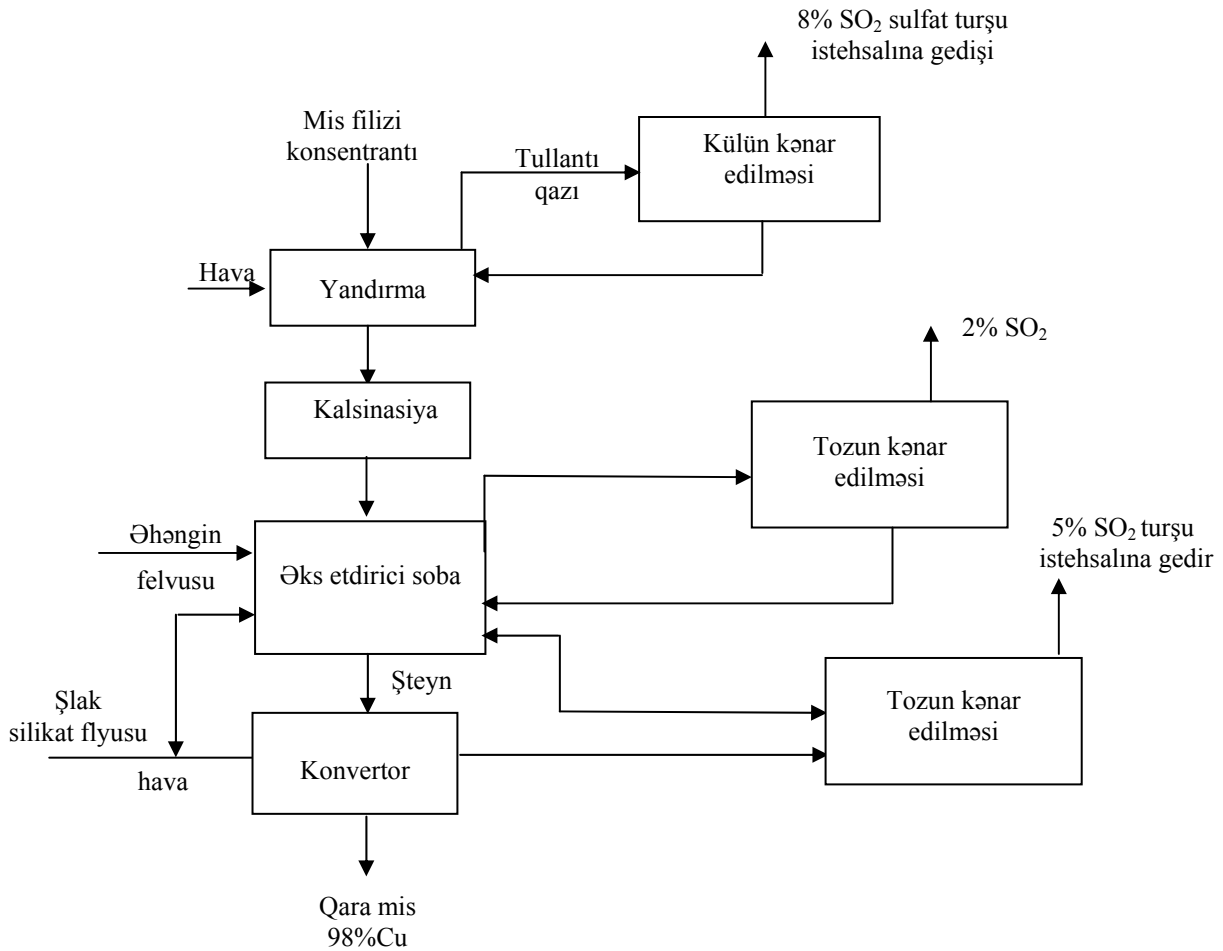 8% SO₂ sulfat turşu
istehsalına gedişi
Mis filizi
konsentrantı
Tullantı
qazı
Külün kənar
edilməsi
Hava
Yandırma
2% SO₂
Kalsinasiya
Tozun kənar
edilməsi
Əhəngin
felvusu
Əks etdirici soba
5% SO₂ turşu
istehsalına gedir
Şteyn
Şlak
silikat flyusu
hava
Konvertor
Tozun kənar
edilməsi
Qara mis
98%Cu